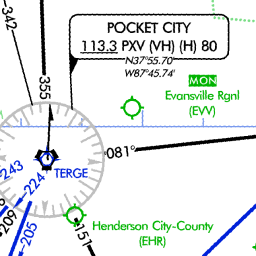 POCKET CITY
113.3 PXV (VH) (H) 80
N37°55.70'
W87°45.74'
342
355
MON
Evansville Rgnl
(EVV)
081°
243
TERGE
224
209
205
151
Henderson City-County
(EHR)